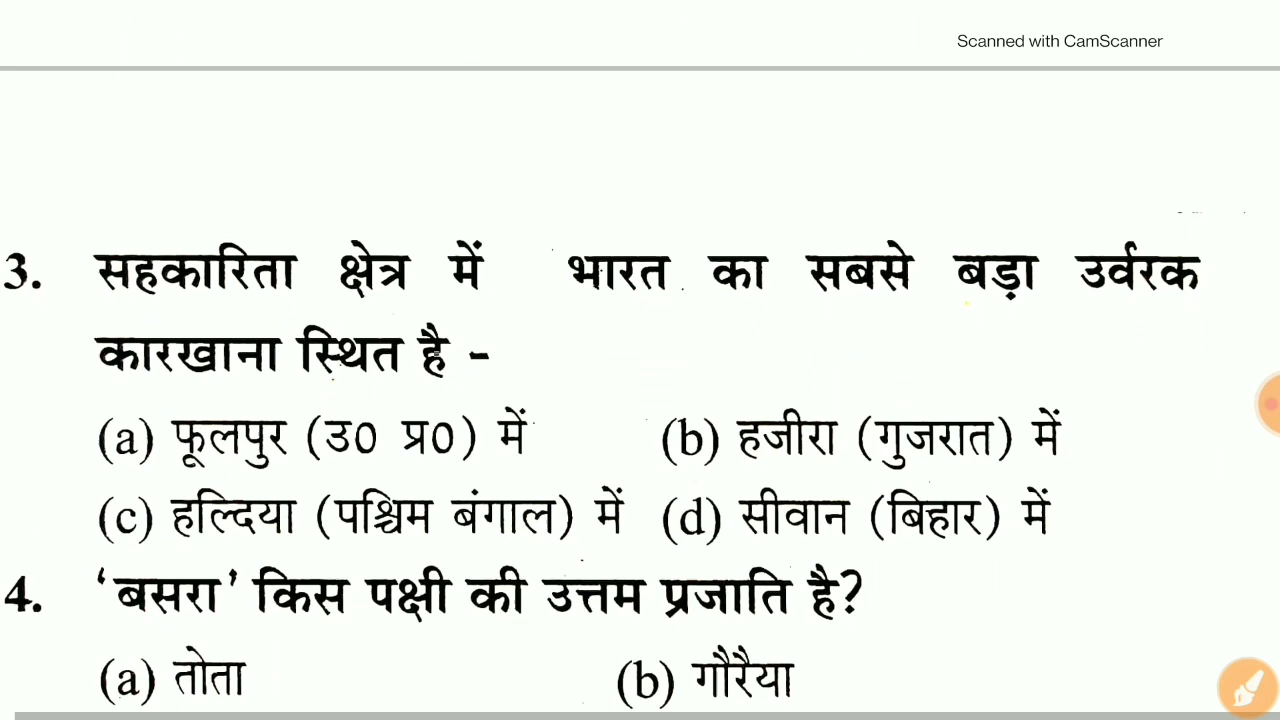 Scanned with CamScanner
3. सहकारिता क्षेत्र में भारत का सबसे बड़ा उर्वरक
कारखाना स्थित है -
(a) फूलपुर (उ0 प्र0) में (b) हजीरा (गुजरात) में
(c) हल्दिया (पश्चिम बंगाल) में (d) सीवान (बिहार) में
4. 'बसरा' किस पक्षी की उत्तम प्रजाति है?
(a) तोता (b) गौरैया